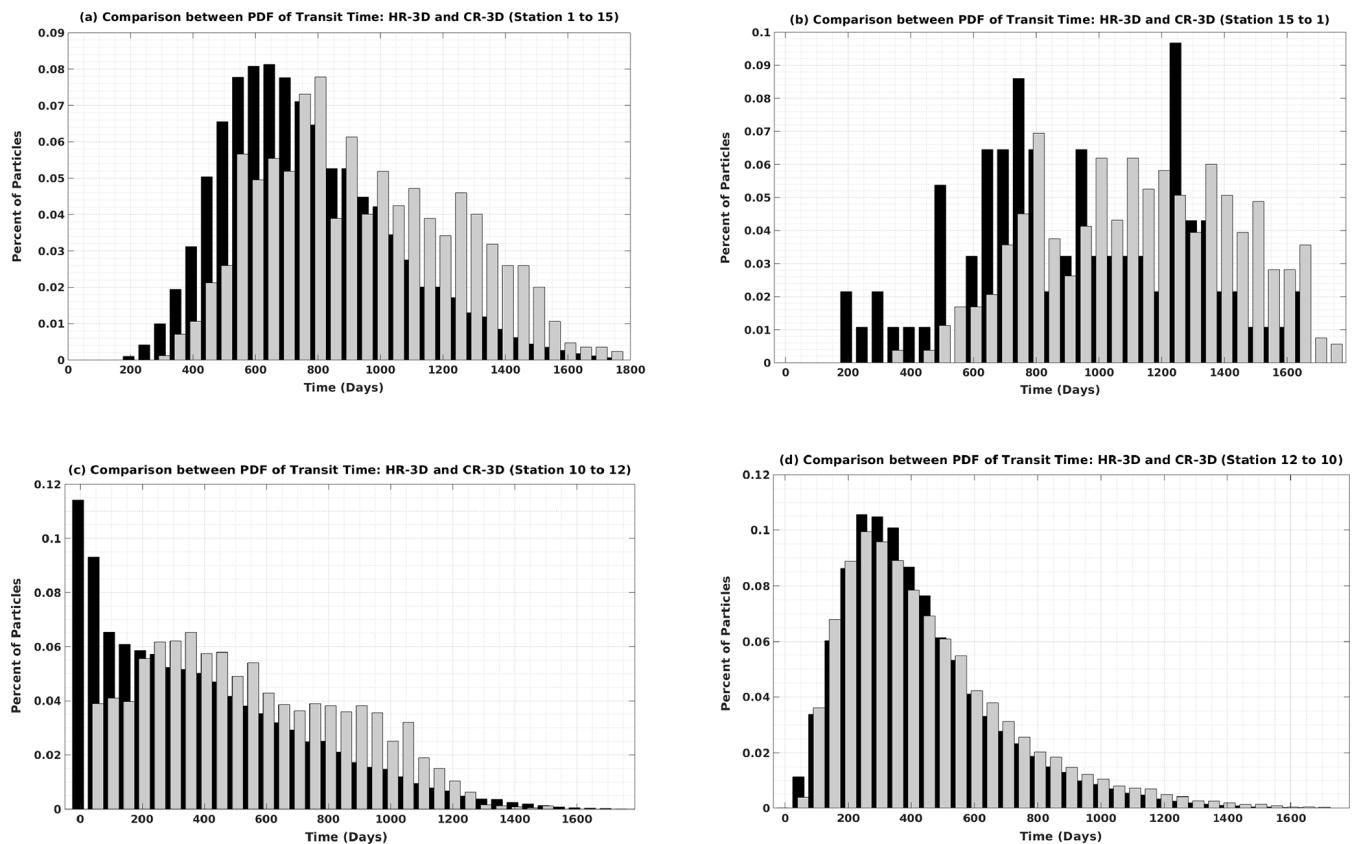 (a) Comparison between PDF of Transit Time: HR-3D and CR-3D (Station 1 to 15)
0.09
0.08
0.07
0.06
0.05
0.04
0.03
0.02
0.01
0
Percent of Particles
0 200 400 600 800 1000 1200 1400 1600 1800
Time (Days)
(b) Comparison between PDF of Transit Time: HR-3D and CR-3D (Station 15 to 1)
0.1
0.09
0.08
0.07
0.06
0.05
0.04
0.03
0.02
0.01
0
Percent of Particles
0 200 400 600 800 1000 1200 1400 1600
Time (Days)
(c) Comparison between PDF of Transit Time: HR-3D and CR-3D (Station 10 to 12)
0.12
0.1
0.08
0.06
0.04
0.02
0
Percent of Particles
0 200 400 600 800 1000 1200 1400 1600
Time (Days)
(d) Comparison between PDF of Transit Time: HR-3D and CR-3D (Station 12 to 10)
0.12
0.1
0.08
0.06
0.04
0.02
0
Percent of Particles
0 200 400 600 800 1000 1200 1400 1600
Time (Days)